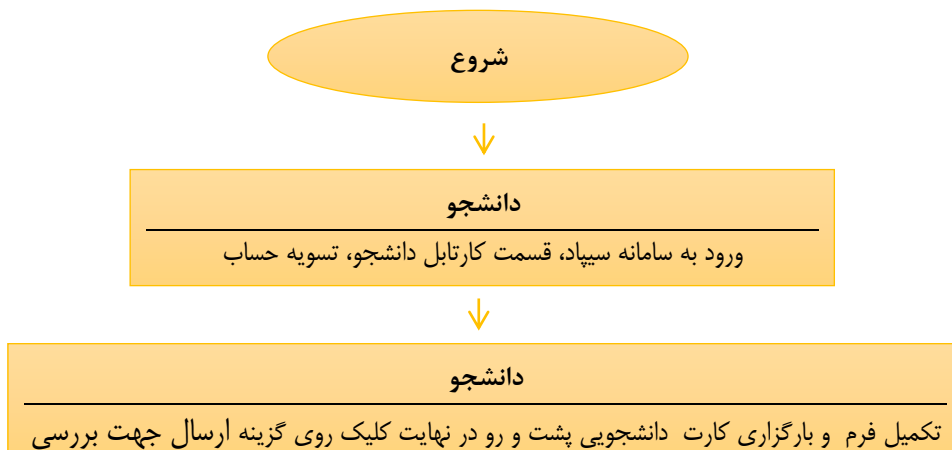 شروع
دانشجو
ورود به سامانه سیپاد، قسمت کارتابل دانشجو، تسویه حساب
دانشجو
تکمیل فرم و بارگزاری کارت دانشجویی پشت و رو در نهایت کلیک روی گزینه ارسال جهت بررسی